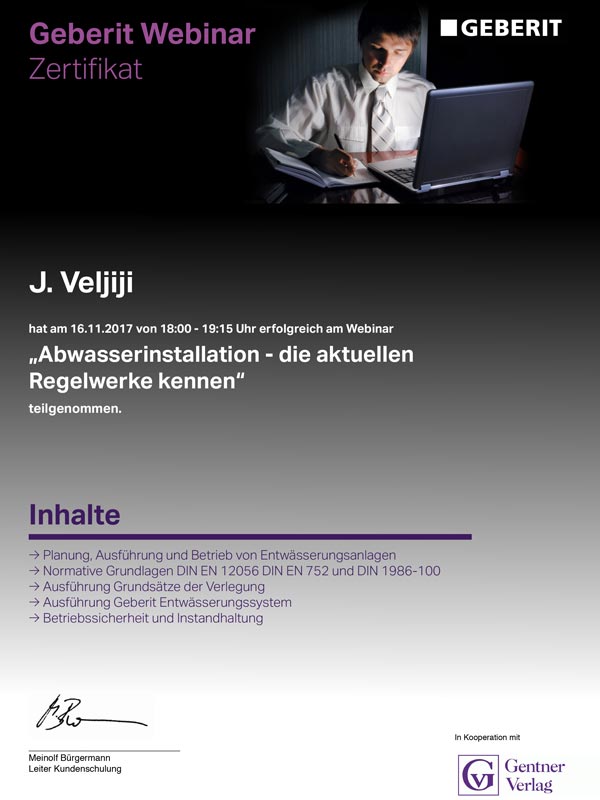 Geberit Webinar
Zertifikat
GEBERIT
J. Veljiji
hat am 16.11.2017 von 18:00 - 19:15 Uhr erfolgreich am Webinar
„Abwasserinstallation - die aktuellen
Regelwerke kennen“
teilgenommen.
Inhalte
→ Planung, Ausführung und Betrieb von Entwässerungsanlagen
→ Normative Grundlagen DIN EN 12056 DIN EN 752 und DIN 1986-100
→ Ausführung Grundsätze der Verlegung
→ Ausführung Geberit Entwässerungssystem
→ Betriebssicherheit und Instandhaltung
Meinolf Bürgermann
Leiter Kundenschulung
In Kooperation mit
GV Gentner
Verlag